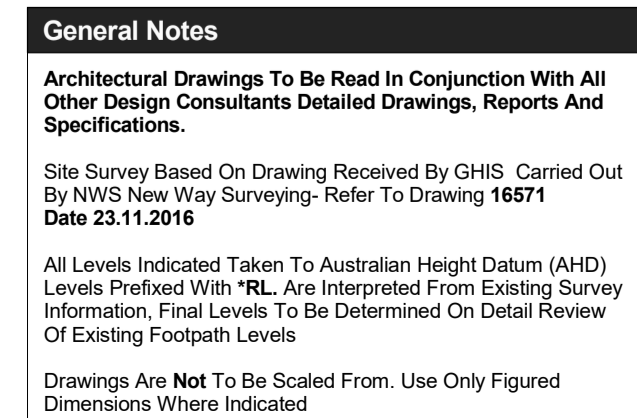 General Notes
Architectural Drawings To Be Read In Conjunction With All
Other Design Consultants Detailed Drawings, Reports And
Specifications.
Site Survey Based On Drawing Received By GHIS  Carried Out
By NWS New Way Surveying- Refer To Drawing 16571
Date 23.11.2016
All Levels Indicated Taken To Australian Height Datum (AHD)
Levels Prefixed With *RL. Are Interpreted From Existing Survey
Information, Final Levels To Be Determined On Detail Review
Of Existing Footpath Levels
Drawings Are Not To Be Scaled From. Use Only Figured
Dimensions Where Indicated